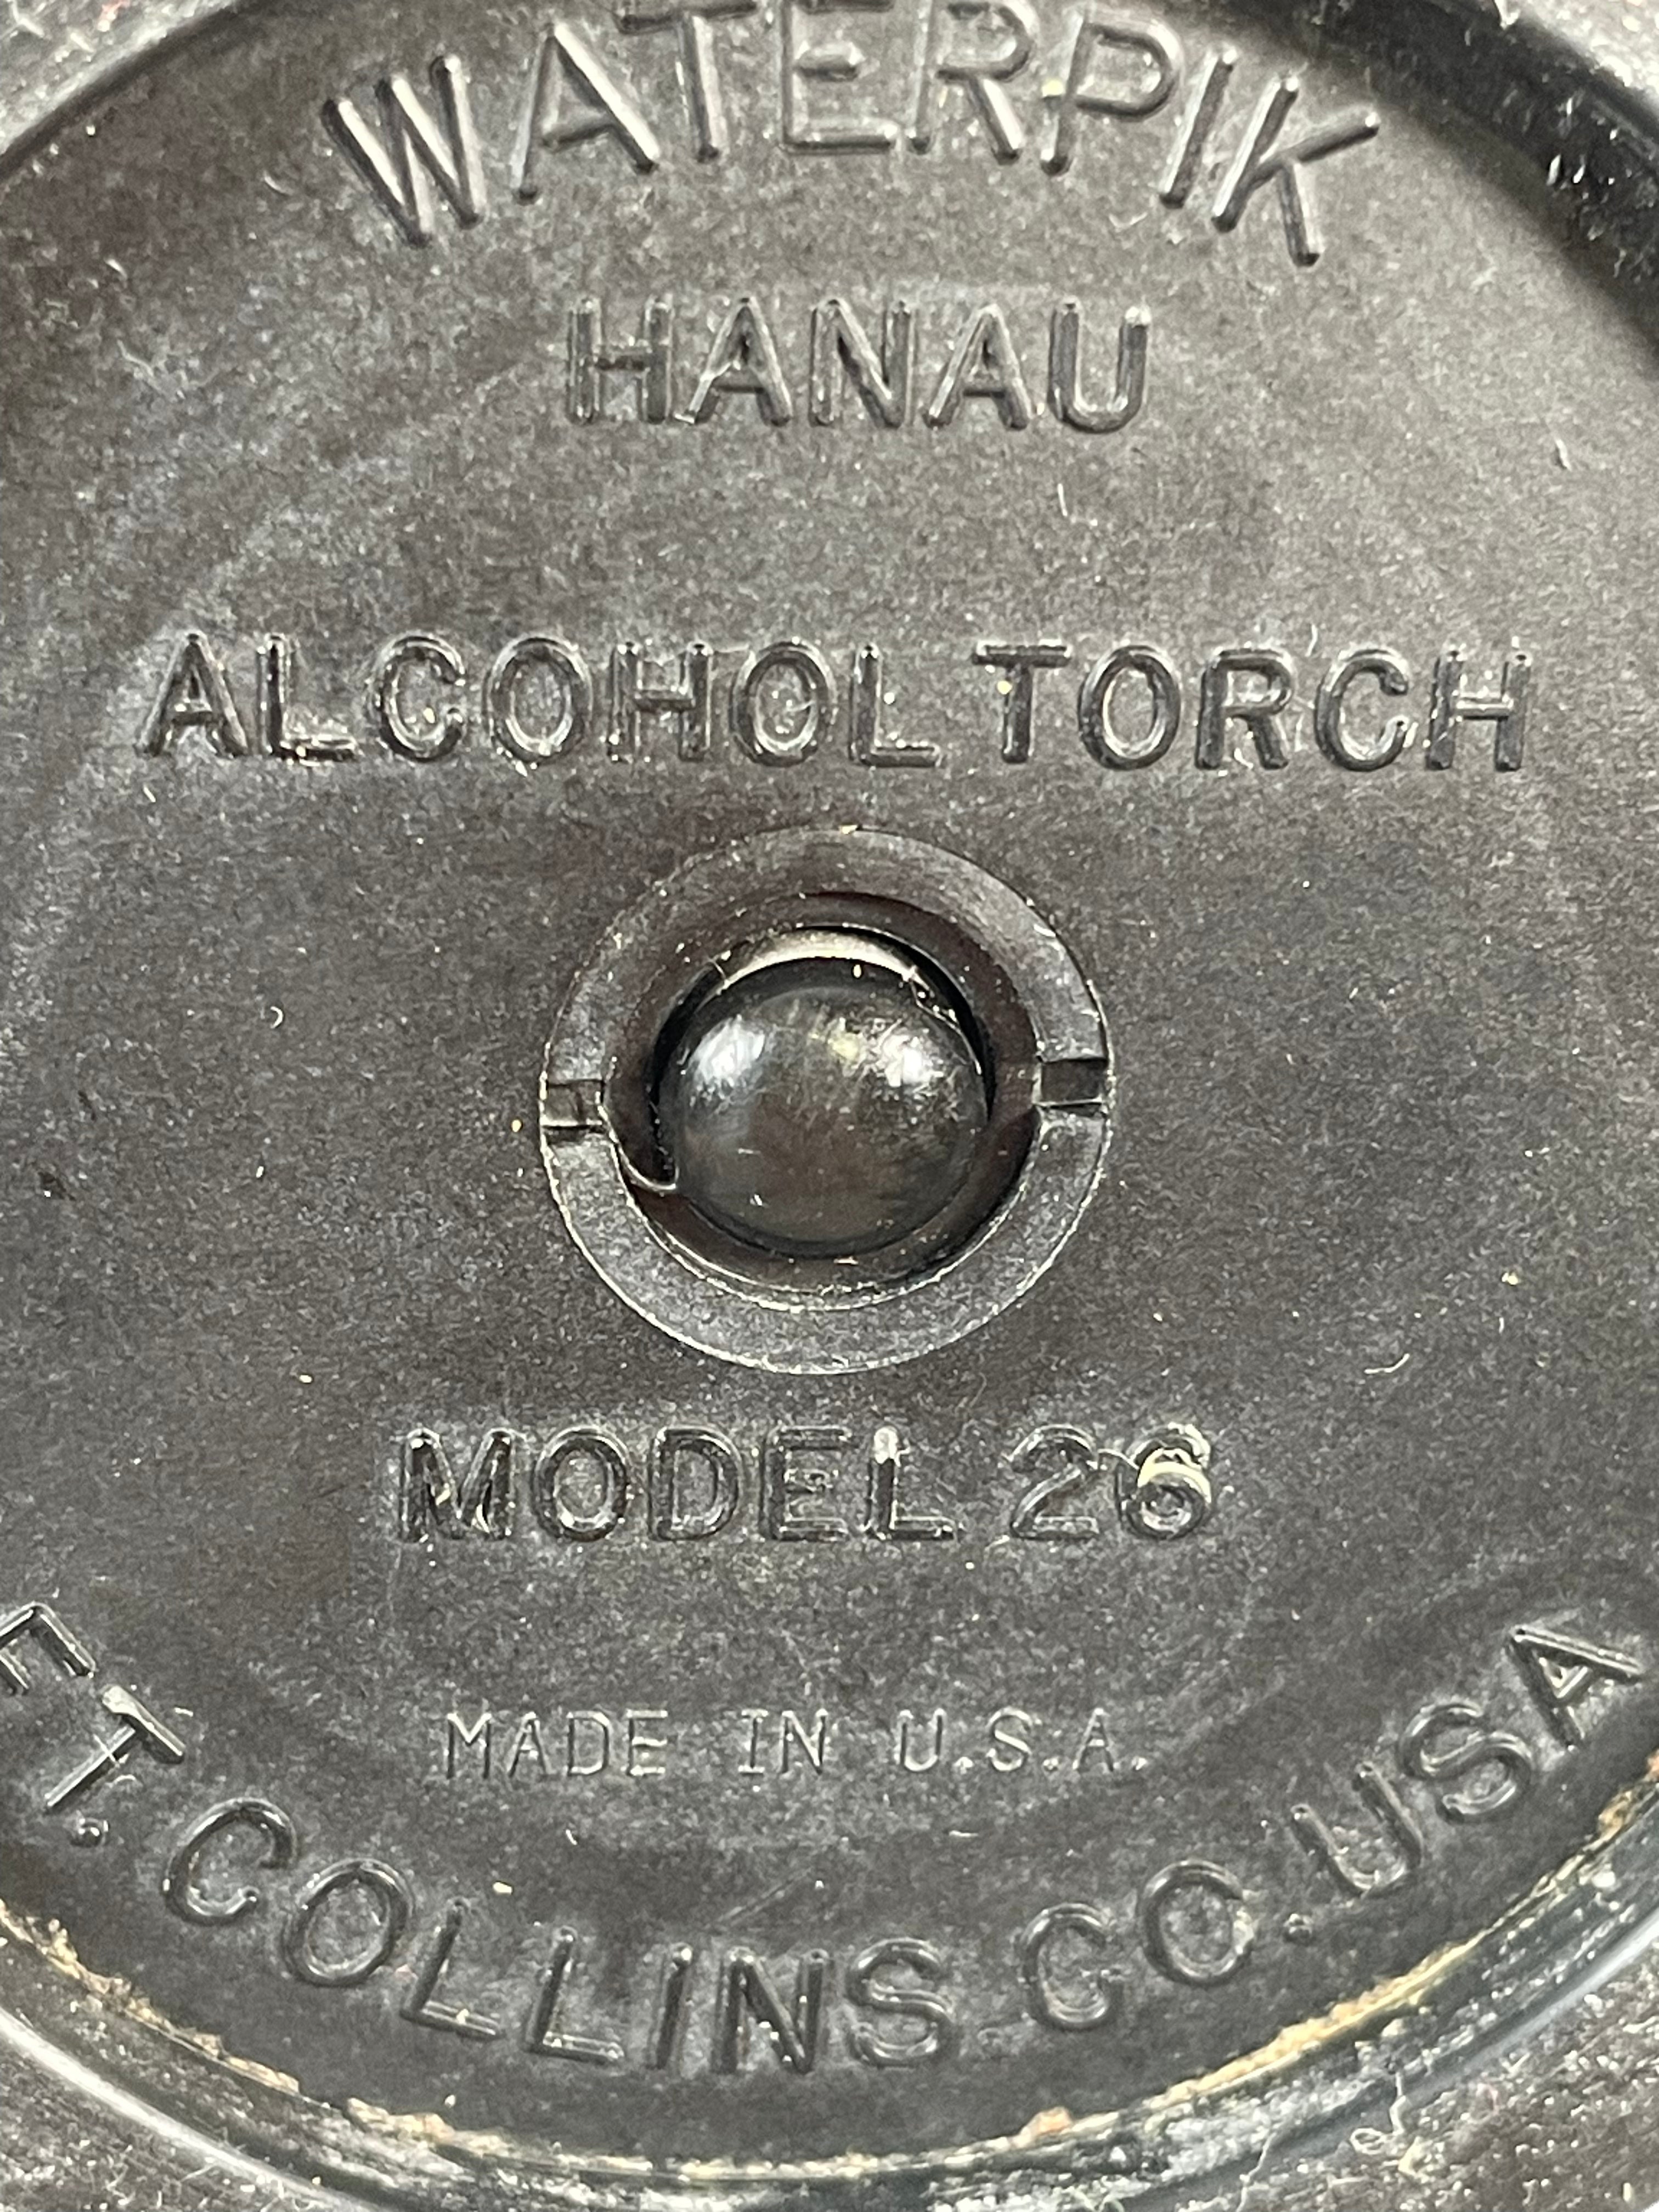 WATERPIK
HANAU
ALCOHOL TORCH
MODEL 26
MADE IN U.S.A.
FT. COLLINS CO. USA